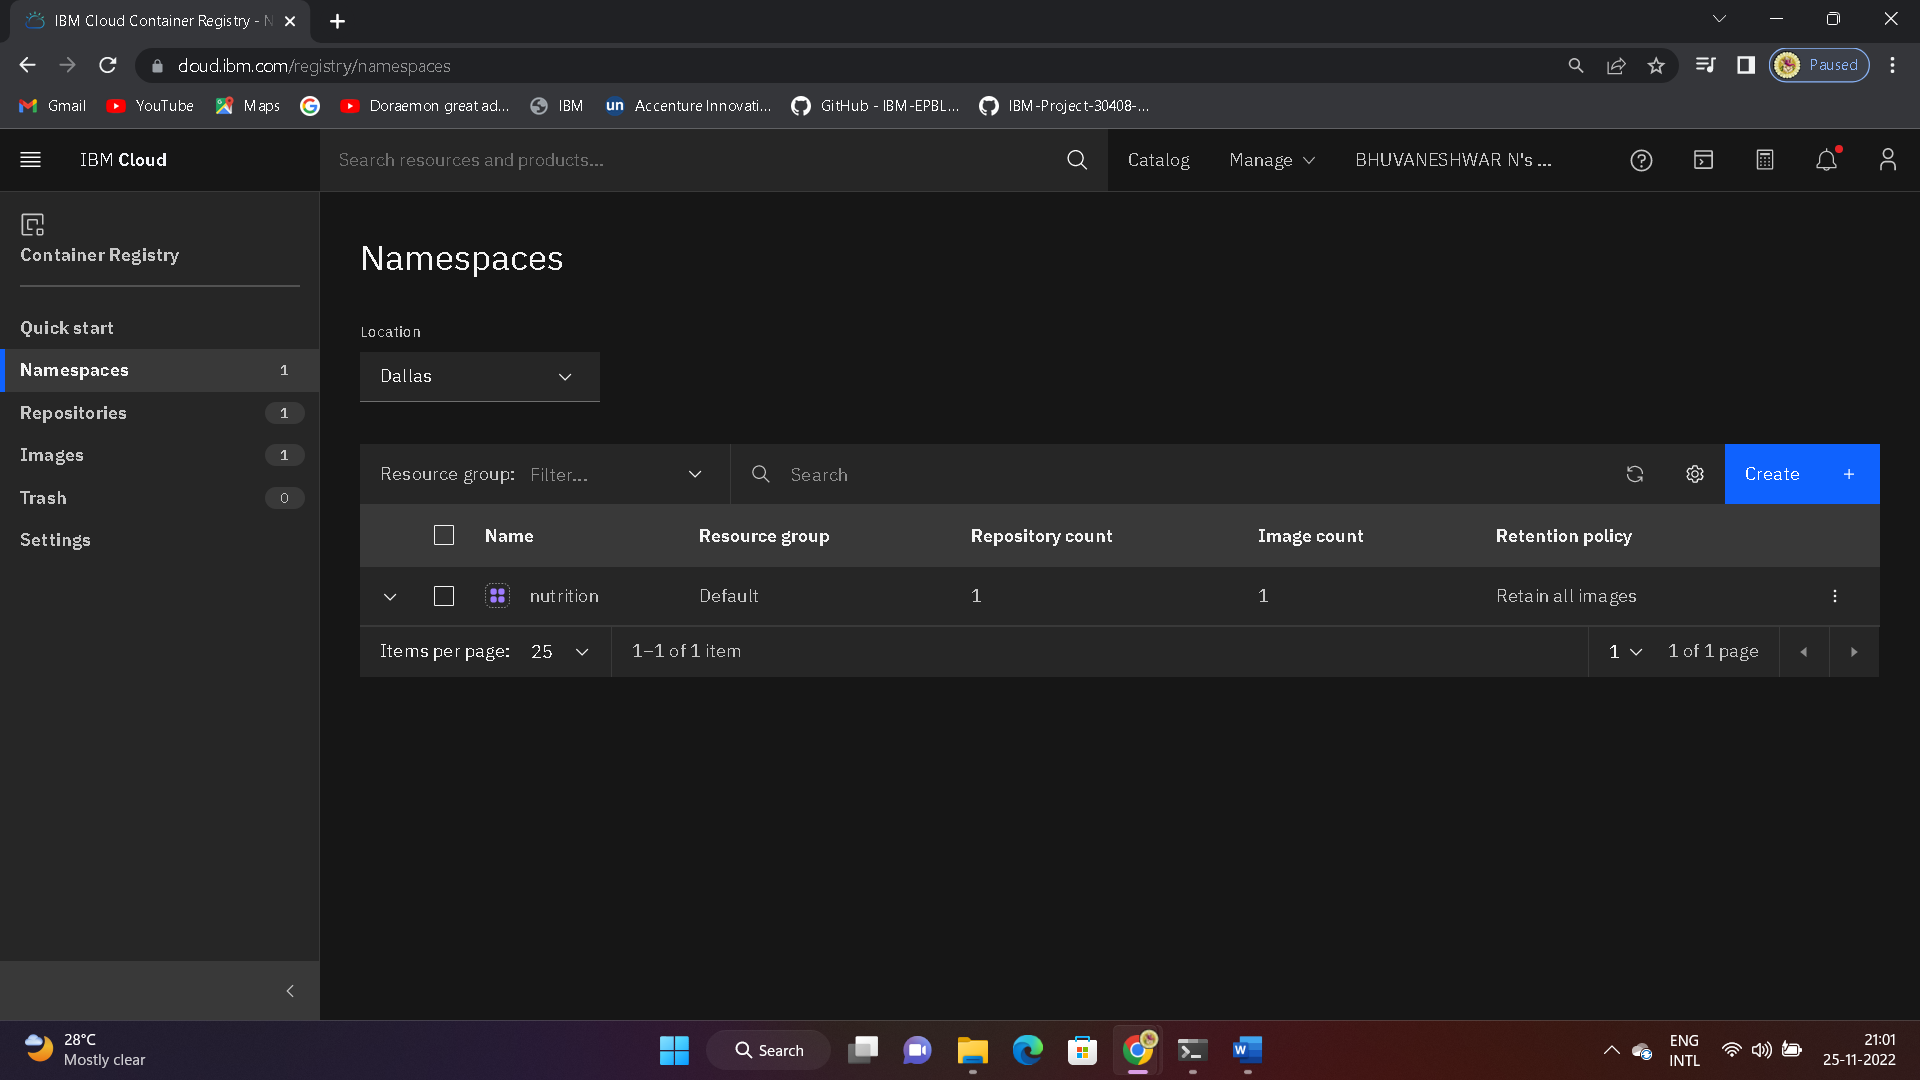 IBM Cloud Container Registry - N
cloud.ibm.com/registry/namespaces
Paused
Gmail
YouTube
Maps
Doraemon great ad...
IBM
un
Accenture Innovati...
GitHub - IBM-EPBL...
IBM-Project-30408-...
IBM Cloud
Search resources and products...
Catalog
Manage
BHUVANESHWAR N's ...
Container Registry
Quick start
Namespaces 1
Repositories 1
Images 1
Trash 0
Settings
Namespaces
Location
Dallas
Resource group: Filter...
Search
Create +
Name Resource group Repository count Image count Retention policy
nutrition Default 1 1 Retain all images
Items per page: 25 1–1 of 1 item 1 1 of 1 page
28°C
Mostly clear
Search
W
ENG
INTL
21:01
25-11-2022